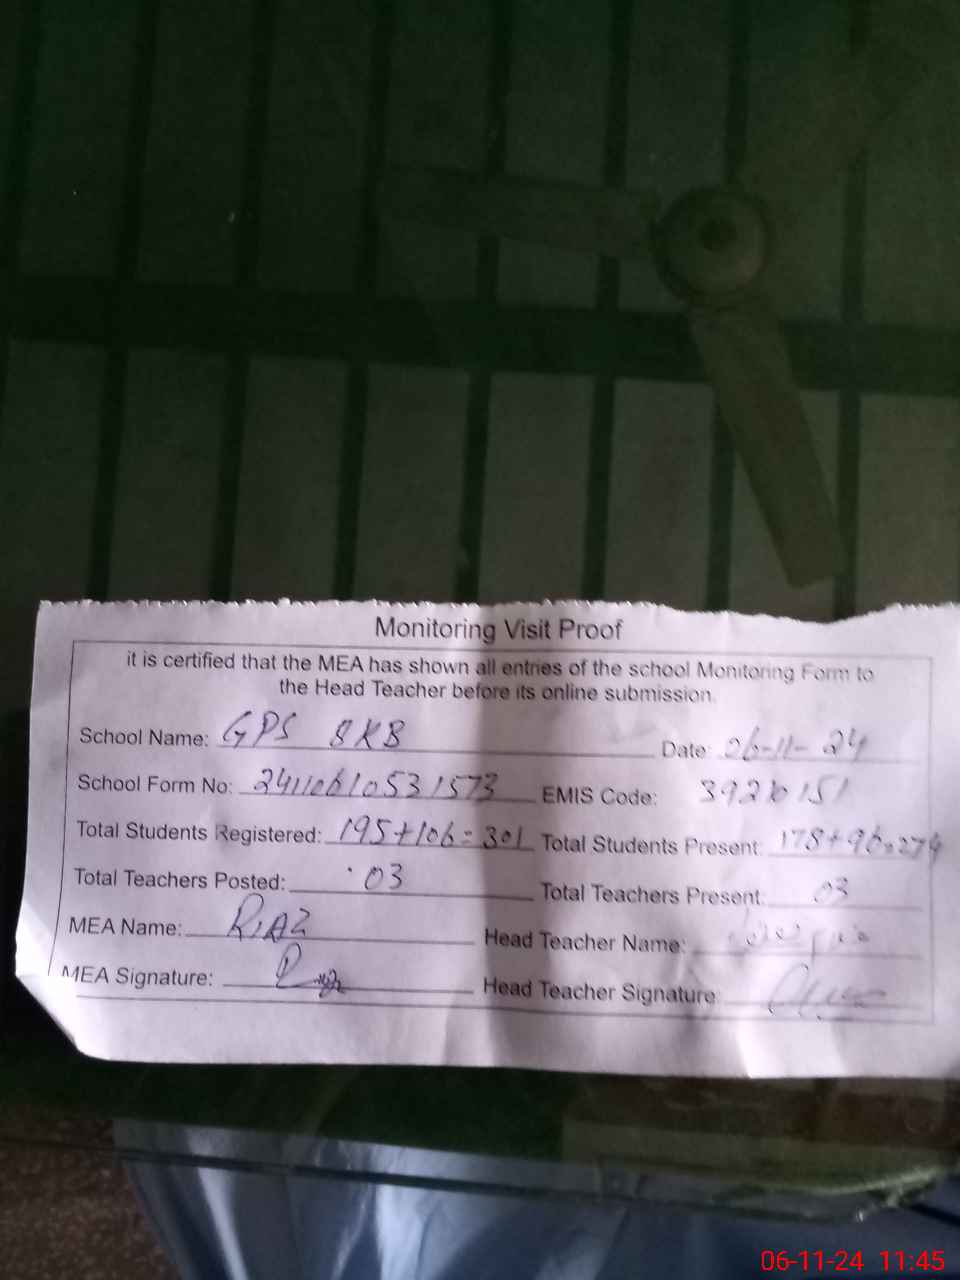 Monitoring Visit Proof
it is certified that the MEA has shown all entries of the school Monitoring Form to
the Head Teacher before its online submission.
School Name: GPS 8KB Date: 06-11-24
School Form No: 24110610531573 EMIS Code: 39210151
Total Students Registered: 195+106=301 Total Students Present: 178+96=274
Total Teachers Posted: 03 Total Teachers Present: 03
MEA Name: RIAZ Head Teacher Name:
MEA Signature: Head Teacher Signature:
06-11-24 11:45